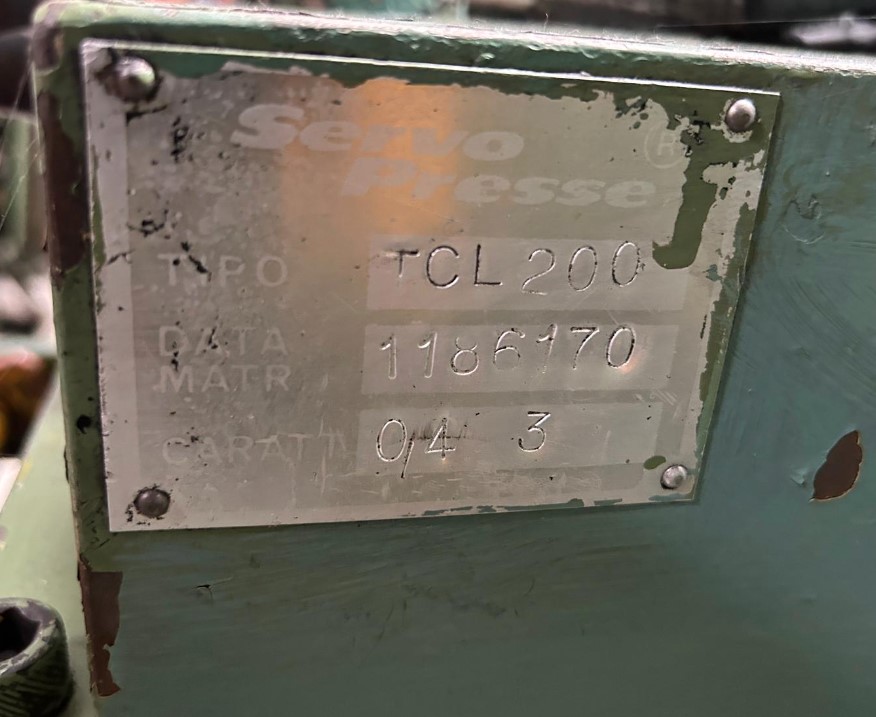 Servo
Presse ®
TIPO TCL 200
DATA
MATR 1186170
CARATT 0,4 3